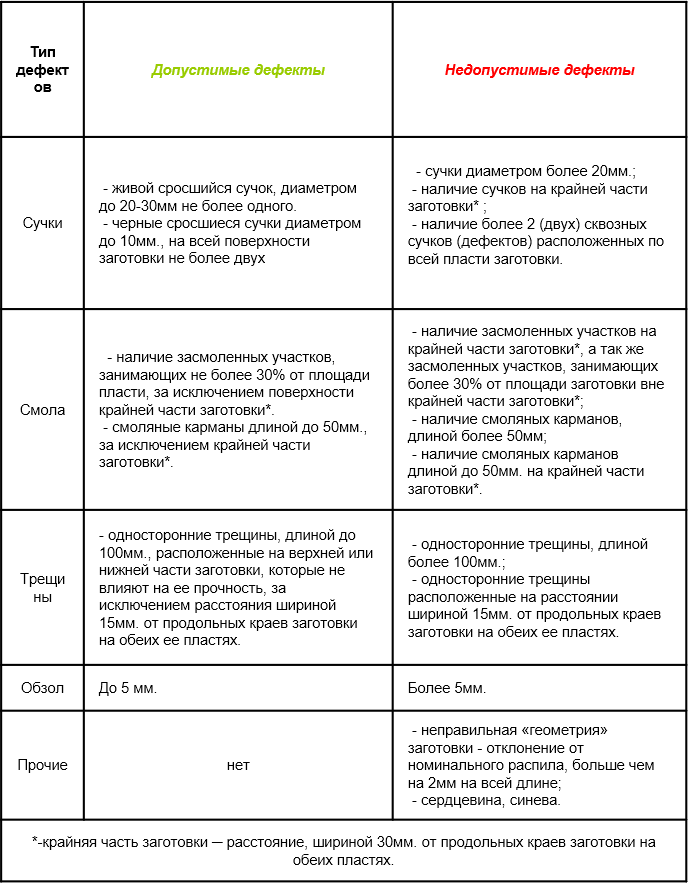 Тип
дефект
ов
Допустимые дефекты
Недопустимые дефекты
Сучки
- живой сросшийся сучок, диаметром
до 20-30мм не более одного.
- черные сросшиеся сучки диаметром
до 10мм., на всей поверхности
заготовки не более двух
- сучки диаметром более 20мм.;
- наличие сучков на крайней части
заготовки* ;
- наличие более 2 (двух) сквозных
сучков (дефектов) расположенных по
всей пласти заготовки.
Смола
- наличие засмоленных участков,
занимающих не более 30% от площади
пласти, за исключением поверхности
крайней части заготовки*.
- смоляные карманы длиной до 50мм.,
за исключением крайней части
заготовки*.
- наличие засмоленных участков на
крайней части заготовки*, а так же
засмоленных участков, занимающих
более 30% от площади заготовки вне
крайней части заготовки*;
- наличие смоляных карманов,
длиной более 50мм;
- наличие смоляных карманов
длиной до 50мм. на крайней части
заготовки*.
Трещи
ны
- односторонние трещины, длиной до
100мм., расположенные на верхней или
нижней части заготовки, которые не
влияют на ее прочность, за
исключением расстояния шириной
15мм. от продольных краев заготовки
на обеих ее пластях.
- односторонние трещины, длиной
более 100мм.;
- односторонние трещины
расположенные на расстоянии
шириной 15мм. от продольных краев
заготовки на обеих ее пластях.
Обзол
До 5 мм.
Более 5мм.
Прочие
нет
- неправильная «геометрия»
заготовки - отклонение от
номинального распила, больше чем
на 2мм на всей длине;
- сердцевина, синева.
*-крайняя часть заготовки — расстояние, шириной 30мм. от продольных краев заготовки на
обеих пластях.